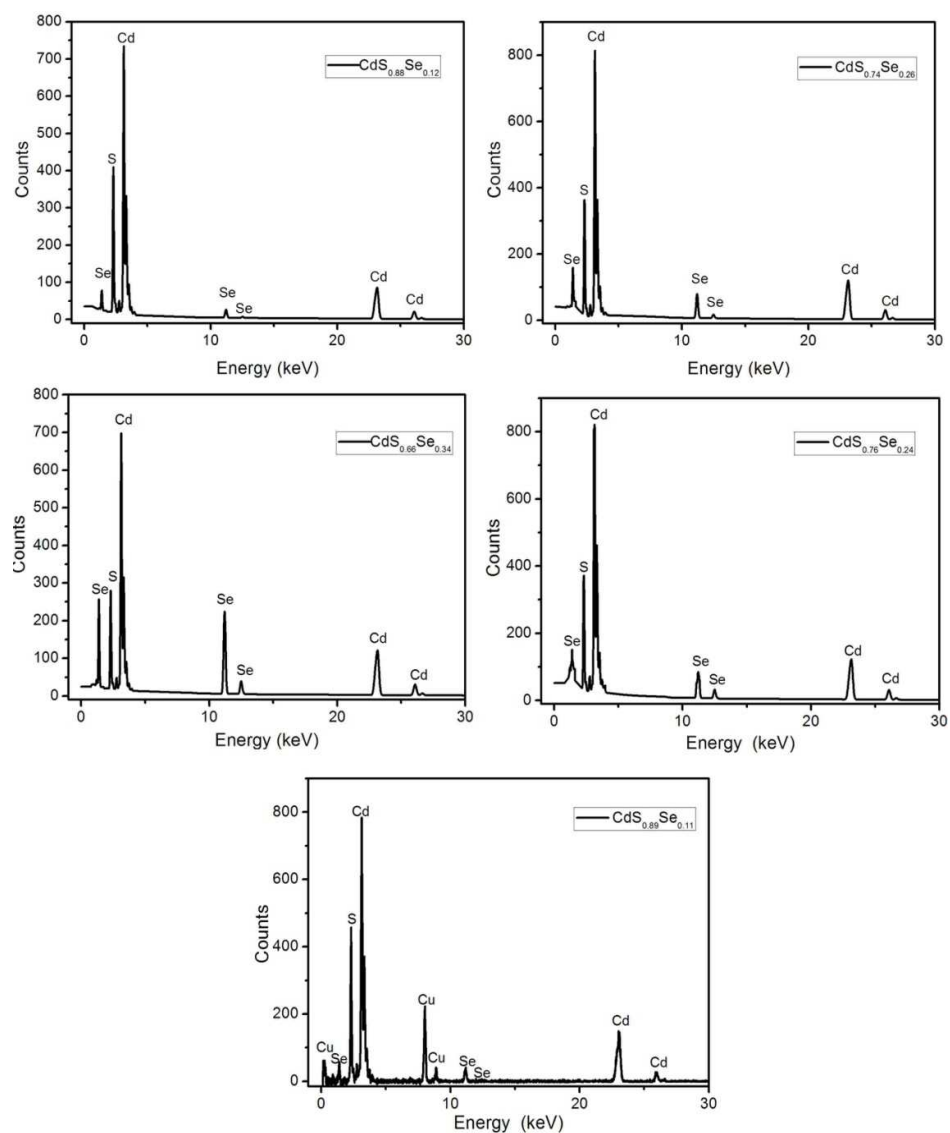 800
700
600
500
400
300
200
100
0
Counts
Cd
S
Se
Se
Se
Cd
Cd
CdS0.88Se0.12
0 10 20 30
Energy (keV)
800
600
400
200
0
Counts
Cd
S
Se
Se
Se
Cd
Cd
CdS0.74Se0.26
0 10 20 30
Energy (keV)
800
700
600
500
400
300
200
100
0
Counts
Cd
Se
S
Se
Se
Cd
Cd
CdS0.66Se0.34
0 10 20 30
Energy (keV)
800
600
400
200
0
Counts
Cd
S
Se
Se
Se
Cd
Cd
CdS0.76Se0.24
0 10 20 30
Energy (keV)
800
600
400
200
0
Counts
Cd
S
Cu
Se
Cu
Cu
Se
Se
Cd
Cd
CdS0.89Se0.11
0 10 20 30
Energy (keV)